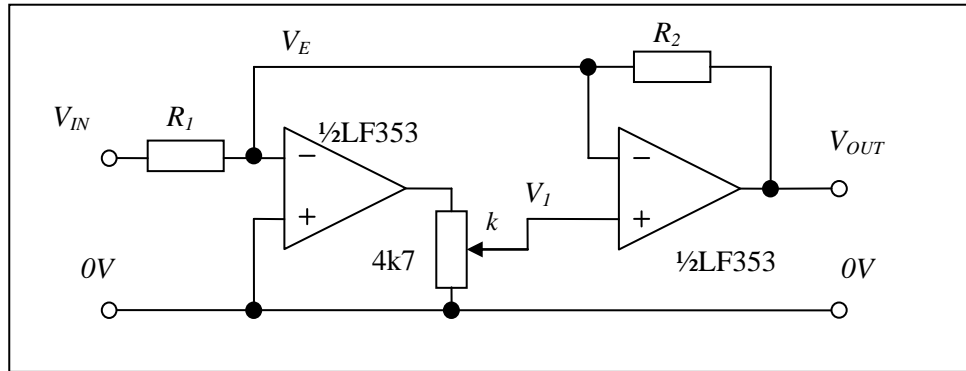 V_E
R_2
V_IN
R_1
½LF353
V_OUT
−
−
V_1
k
+
+
4k7
½LF353
0V
0V